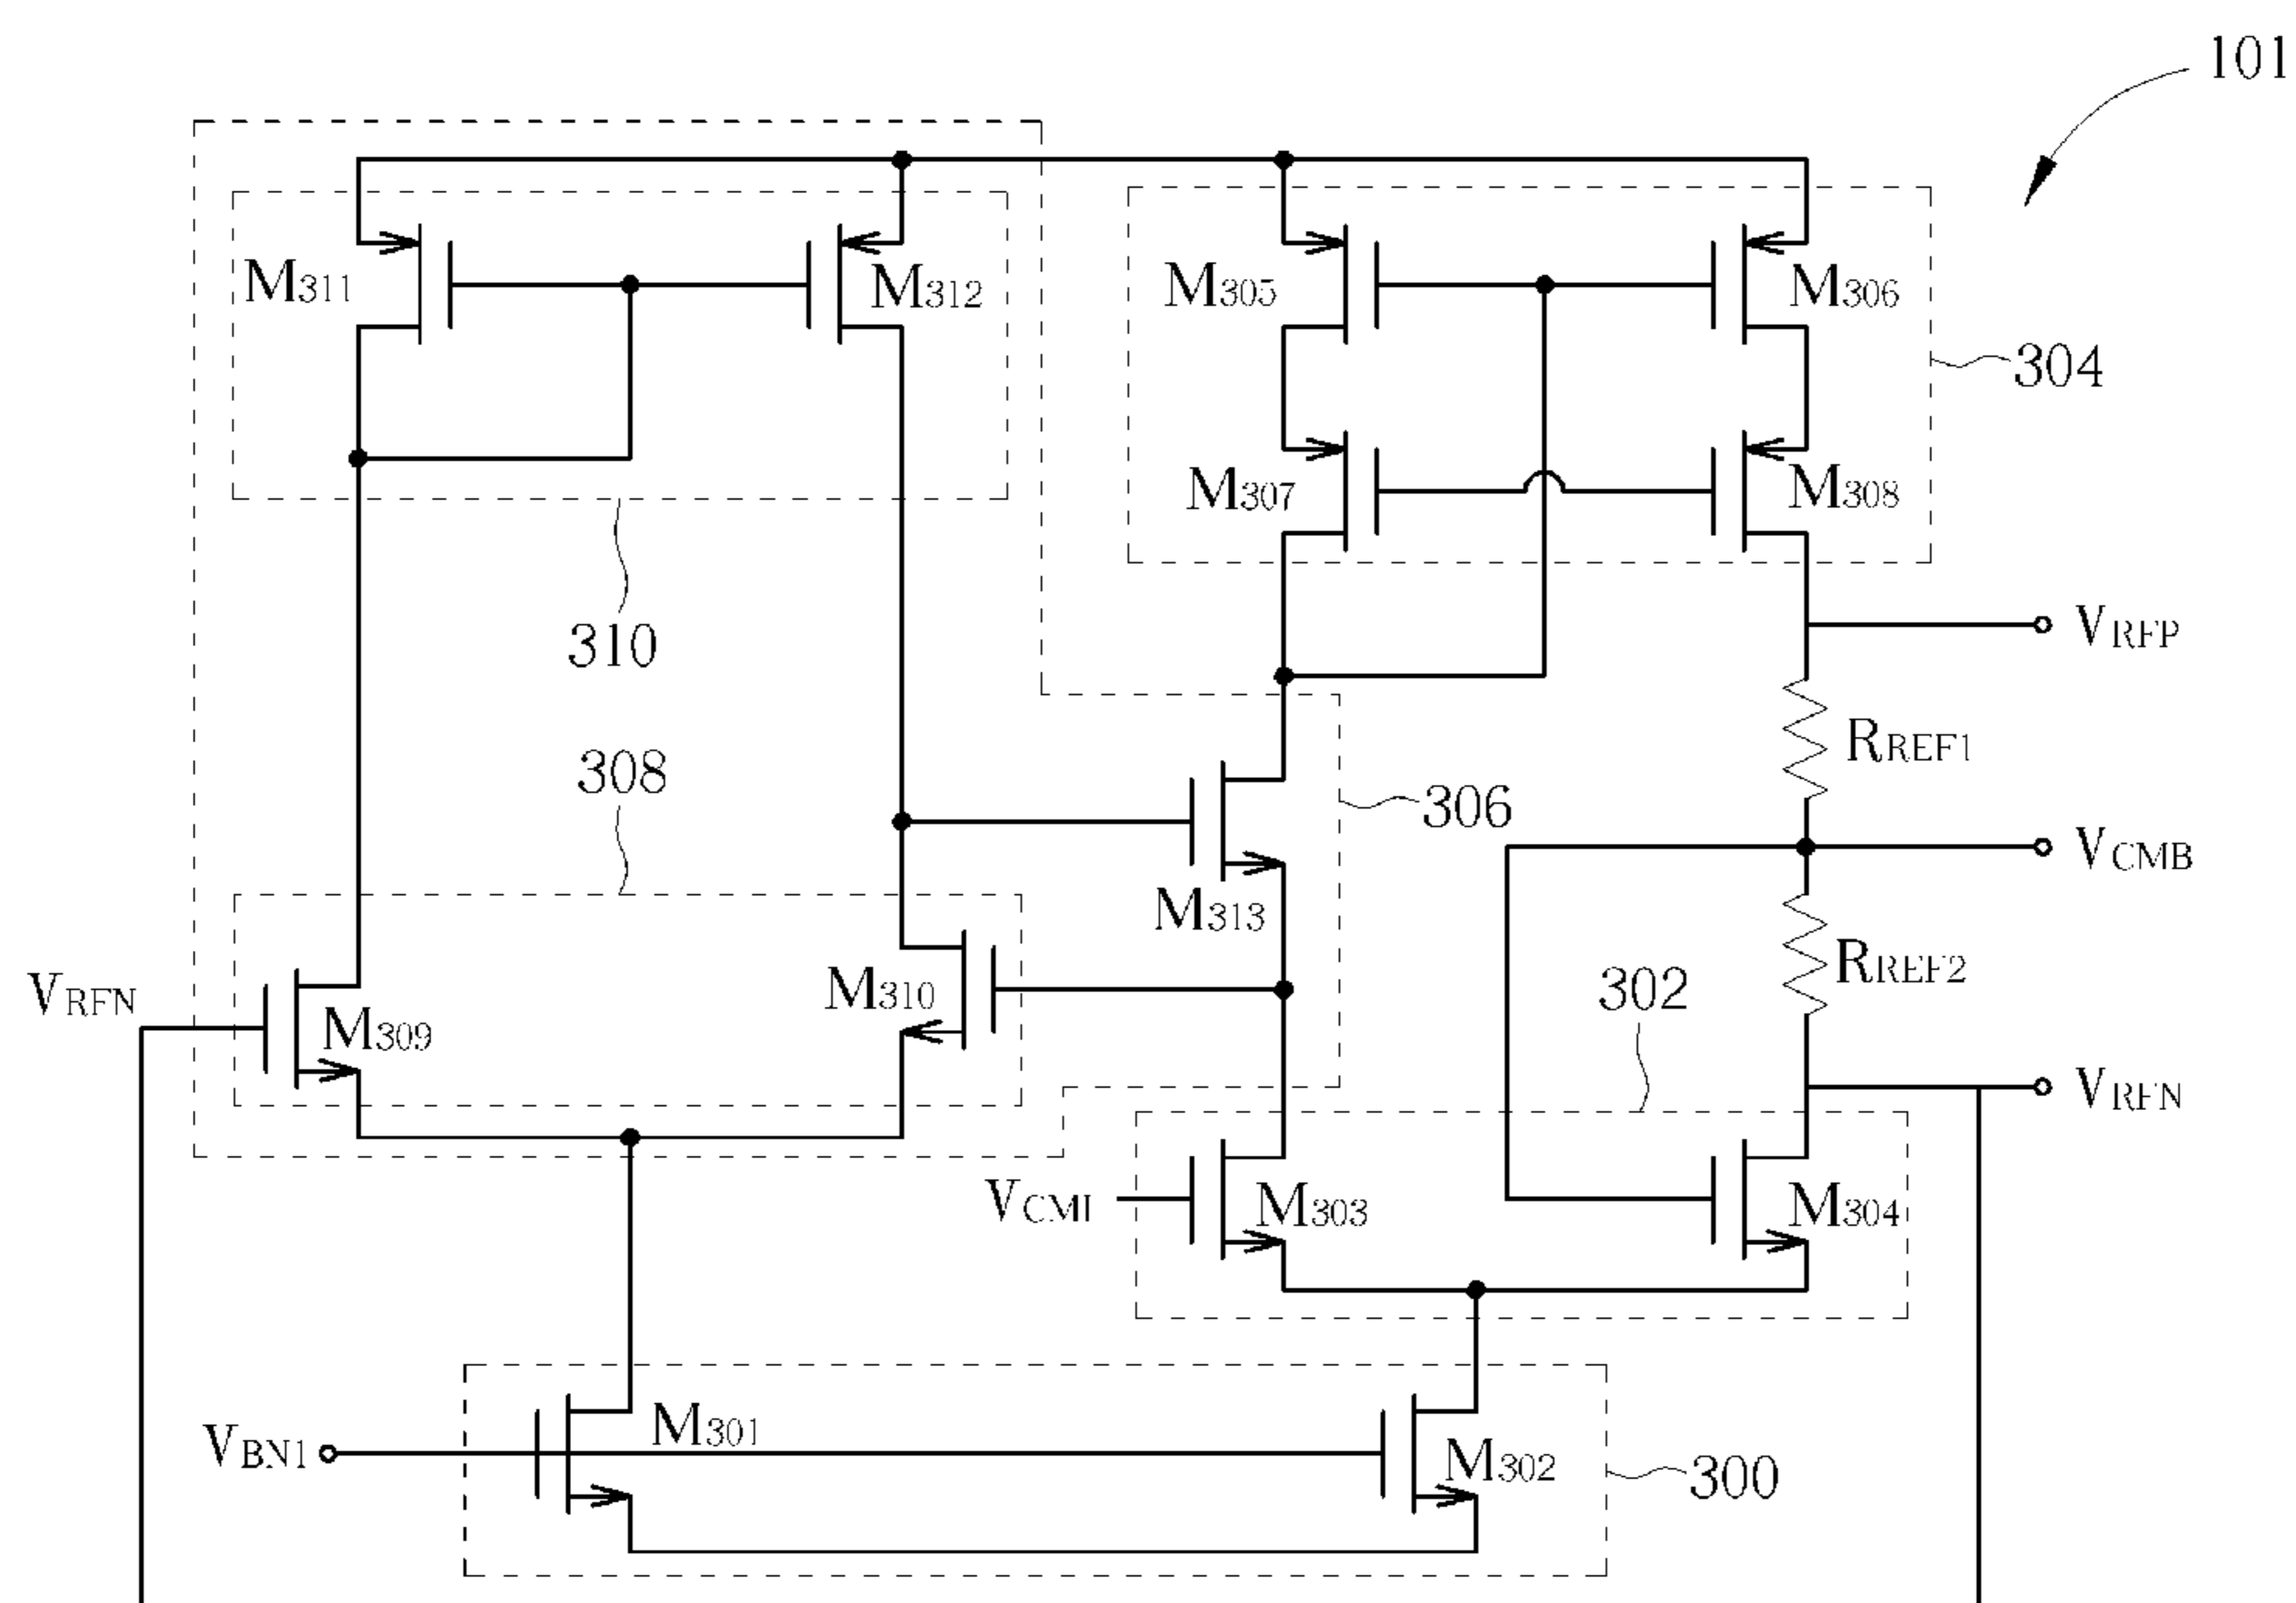 101
M311
M312
M305
M306
304
M307
M308
310
VRFP
RREF1
308
306
VCMB
M313
VRFN
M310
302
RREF2
M309
VRFN
VCMI
M303
M304
M301
VBN1
M302
300